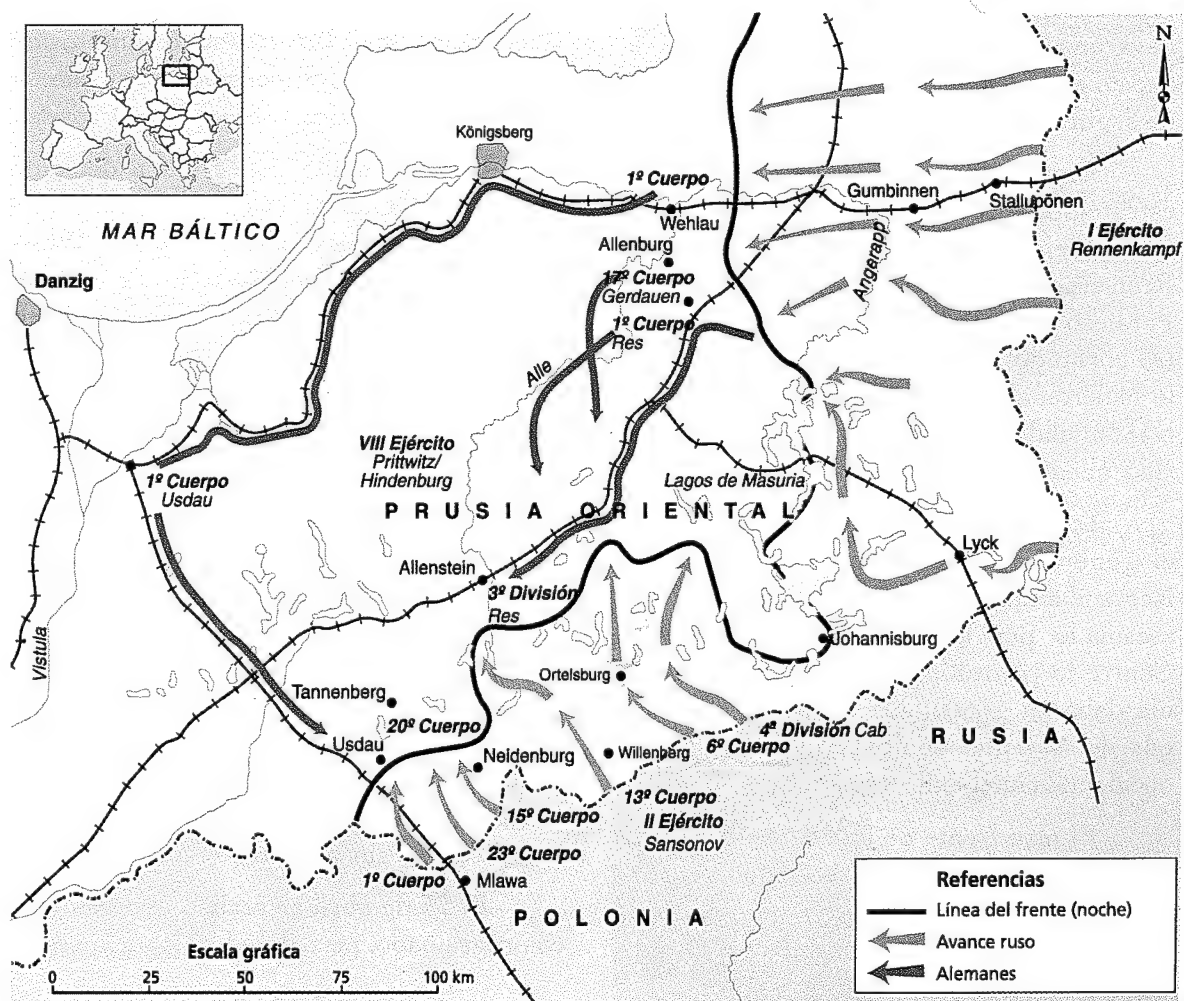 N
Königsberg
1º Cuerpo
Wehlau
Gumbinnen
Stallupönen
MAR BÁLTICO
I Ejército
Rennenkampf
Danzig
Allenburg
17º Cuerpo
Gerdauen
1º Cuerpo
Res
Angerapp
Alle
VIII Ejército
Prittwitz/
Hindenburg
1º Cuerpo
Usdau
Lagos de Masuria
PRUSIA ORIENTAL
Lyck
Allenstein
3º División
Res
Vistula
Johannisburg
Ortelsburg
Tannenberg
20º Cuerpo
4ª División Cab
6º Cuerpo
RUSIA
Usdau
Neidenburg
Willenberg
13º Cuerpo
II Ejército
Sansonov
15º Cuerpo
23º Cuerpo
1º Cuerpo
Mlawa
POLONIA
Escala gráfica
0 25 50 75 100 km
Referencias
Línea del frente (noche)
Avance ruso
Alemanes